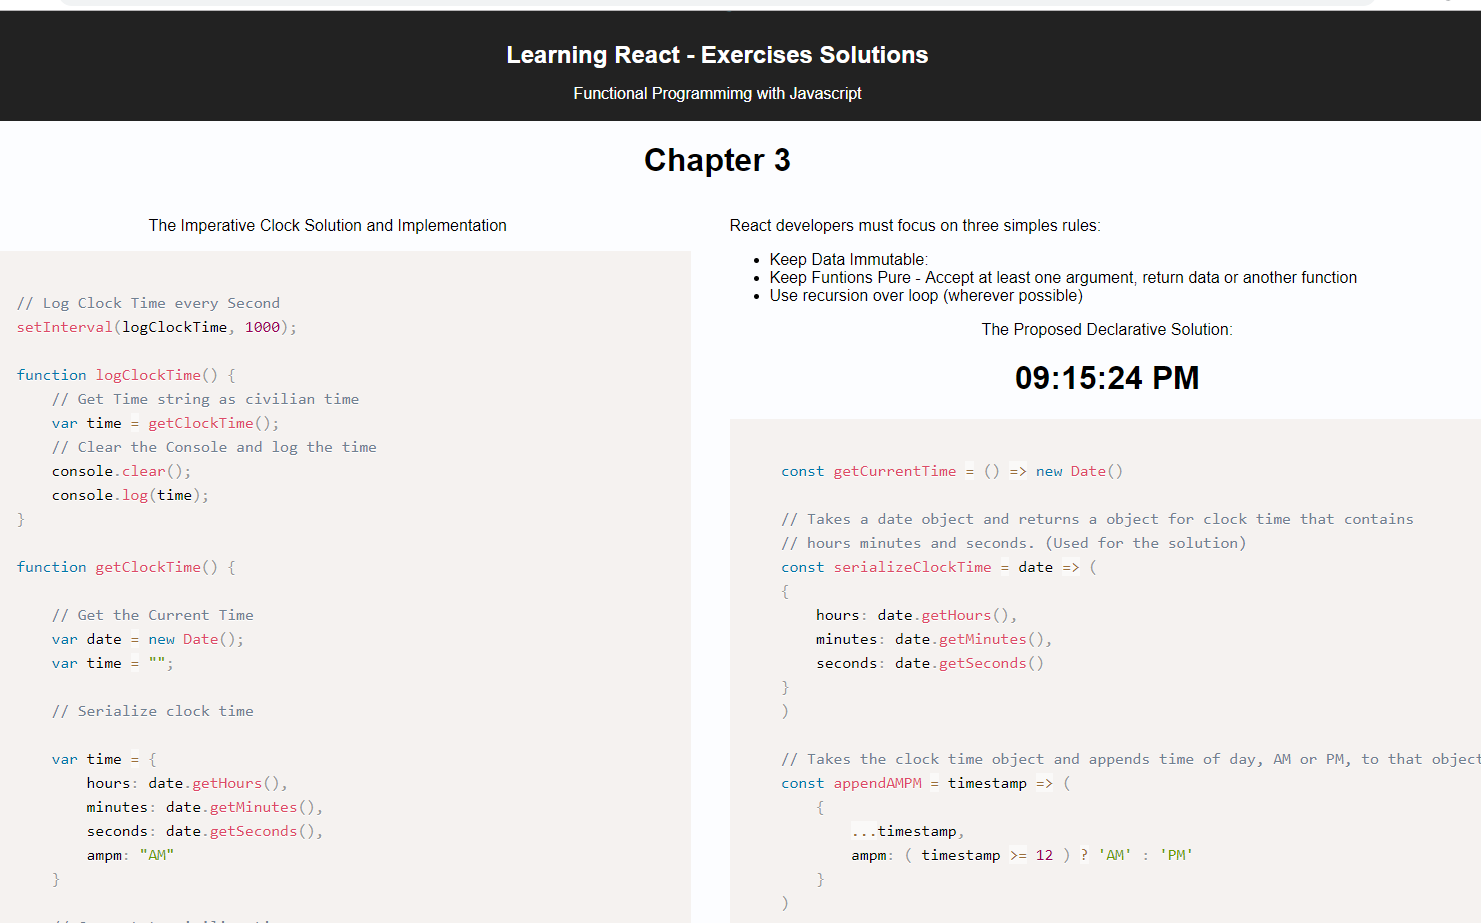 Learning React - Exercises Solutions
Functional Programmimg with Javascript
Chapter 3
The Imperative Clock Solution and Implementation
// Log Clock Time every Second
setInterval(logClockTime, 1000);
function logClockTime() {
// Get Time string as civilian time
var time = getClockTime();
// Clear the Console and log the time
console.clear();
console.log(time);
}
function getClockTime() {
// Get the Current Time
var date = new Date();
var time = "";
// Serialize clock time
var time = {
hours: date.getHours(),
minutes: date.getMinutes(),
seconds: date.getSeconds(),
ampm: "AM"
}
React developers must focus on three simples rules:
• Keep Data Immutable:
• Keep Funtions Pure - Accept at least one argument, return data or another function
• Use recursion over loop (wherever possible)
The Proposed Declarative Solution:
09:15:24 PM
const getCurrentTime = () => new Date()
// Takes a date object and returns a object for clock time that contains
// hours minutes and seconds. (Used for the solution)
const serializeClockTime = date => (
{
hours: date.getHours(),
minutes: date.getMinutes(),
seconds: date.getSeconds()
}
)
// Takes the clock time object and appends time of day, AM or PM, to that object
const appendAMPM = timestamp => (
{
...timestamp,
ampm: ( timestamp >= 12 ) ? 'AM' : 'PM'
}
)